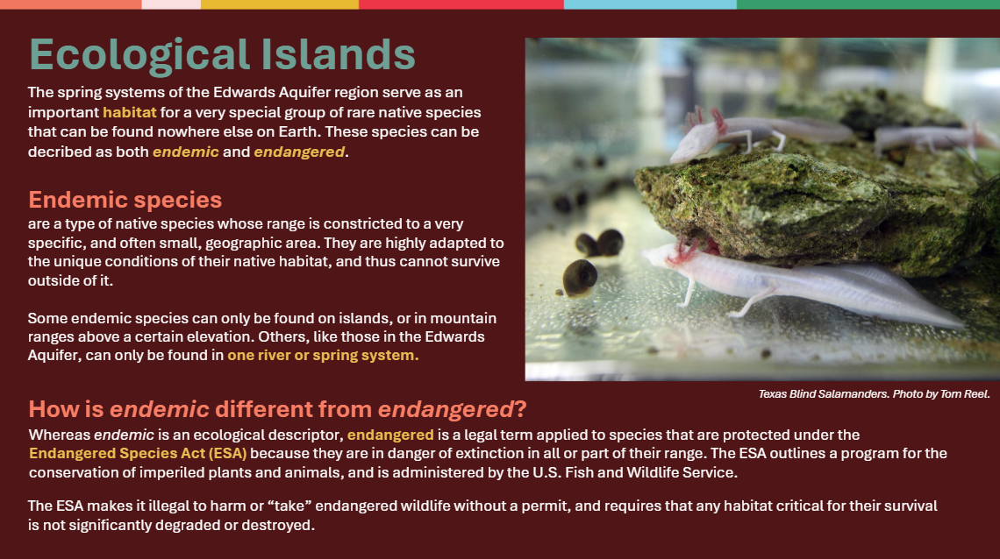 Ecological Islands
The spring systems of the Edwards Aquifer region serve as an
important habitat for a very special group of rare native species
that can be found nowhere else on Earth. These species can be
decribed as both endemic and endangered.
Endemic species
are a type of native species whose range is constricted to a very
specific, and often small, geographic area. They are highly adapted to
the unique conditions of their native habitat, and thus cannot survive
outside of it.
Some endemic species can only be found on islands, or in mountain
ranges above a certain elevation. Others, like those in the Edwards
Aquifer, can only be found in one river or spring system.
Texas Blind Salamanders. Photo by Tom Reel.
How is endemic different from endangered?
Whereas endemic is an ecological descriptor, endangered is a legal term applied to species that are protected under the
Endangered Species Act (ESA) because they are in danger of extinction in all or part of their range. The ESA outlines a program for the
conservation of imperiled plants and animals, and is administered by the U.S. Fish and Wildlife Service.
The ESA makes it illegal to harm or “take” endangered wildlife without a permit, and requires that any habitat critical for their survival
is not significantly degraded or destroyed.